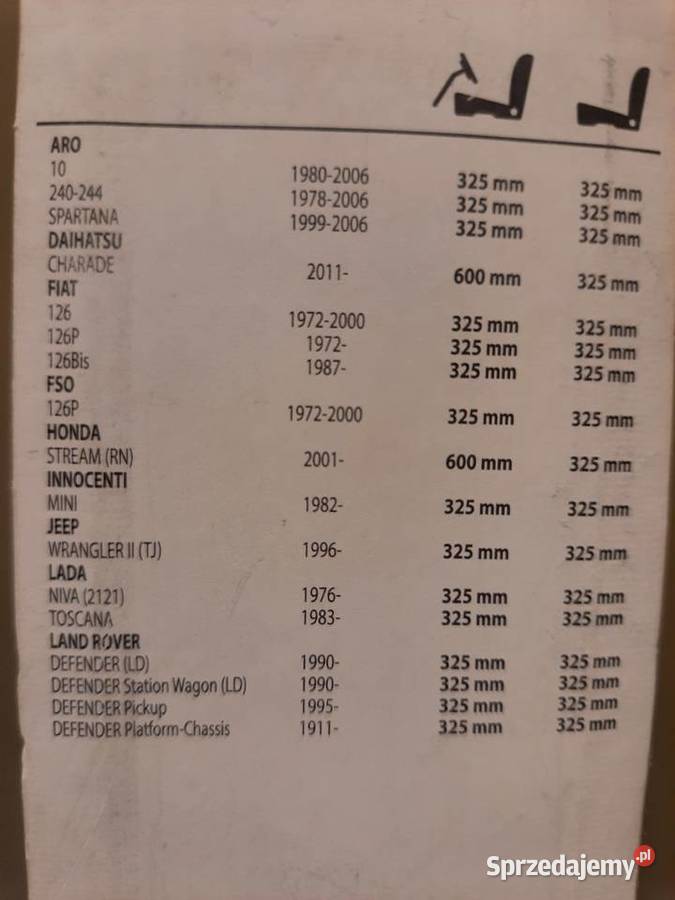 ARO
10 1980-2006 325 mm 325 mm
240-244 1978-2006 325 mm 325 mm
SPARTANA 1999-2006 325 mm 325 mm
DAIHATSU
CHARADE 2011- 600 mm 325 mm
FIAT
126 1972-2000 325 mm 325 mm
126P 1972- 325 mm 325 mm
126Bis 1987- 325 mm 325 mm
FSO
126P 1972-2000 325 mm 325 mm
HONDA
STREAM (RN) 2001- 600 mm 325 mm
INNOCENTI
MINI 1982- 325 mm 325 mm
JEEP
WRANGLER II (TJ) 1996- 325 mm 325 mm
LADA
NIVA (2121) 1976- 325 mm 325 mm
TOSCANA 1983- 325 mm 325 mm
LAND ROVER
DEFENDER (LD) 1990- 325 mm 325 mm
DEFENDER Station Wagon (LD) 1990- 325 mm 325 mm
DEFENDER Pickup 1995- 325 mm 325 mm
DEFENDER Platform-Chassis 1911- 325 mm 325 mm
Sprzedajemy.pl